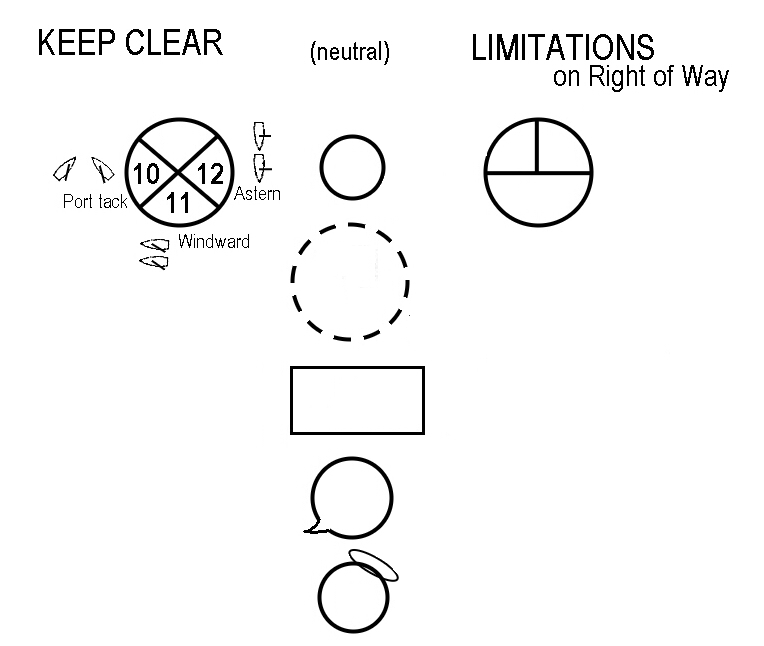 KEEP CLEAR
(neutral)
LIMITATIONS
on Right of Way
10
12
11
Port tack
Astern
Windward